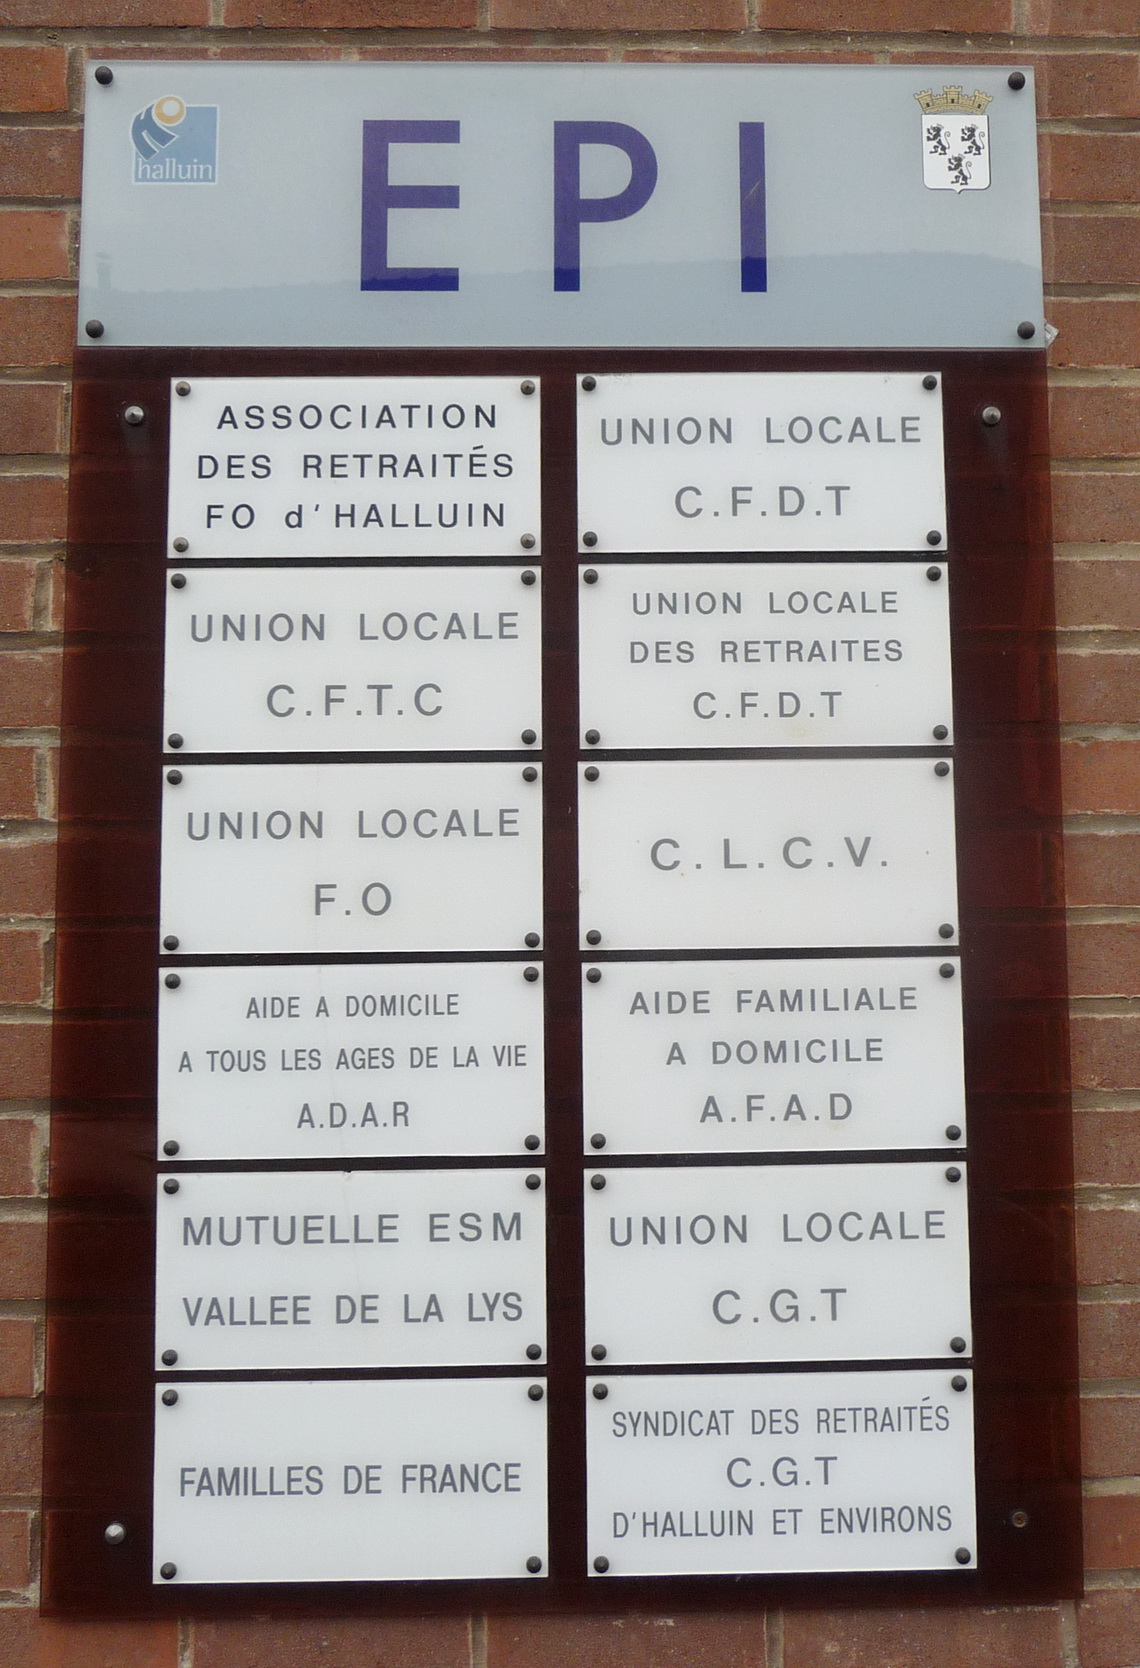 halluin
EPI
ASSOCIATION
DES RETRAITÉS
FO d'HALLUIN
UNION LOCALE
C.F.D.T
UNION LOCALE
C.F.T.C
UNION LOCALE
DES RETRAITES
C.F.D.T
UNION LOCALE
F.O
C.L.C.V.
AIDE A DOMICILE
A TOUS LES AGES DE LA VIE
A.D.A.R
AIDE FAMILIALE
A DOMICILE
A.F.A.D
MUTUELLE ESM
VALLEE DE LA LYS
UNION LOCALE
C.G.T
FAMILLES DE FRANCE
SYNDICAT DES RETRAITÉS
C.G.T
D'HALLUIN ET ENVIRONS